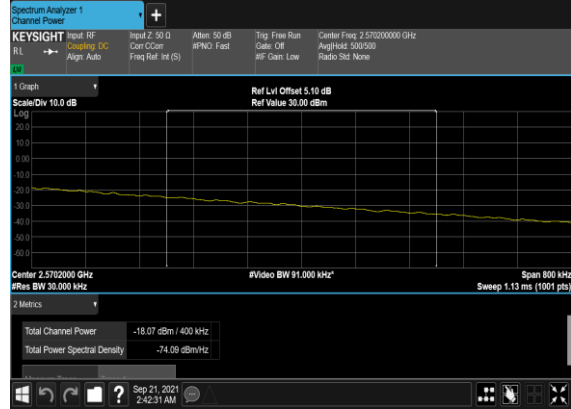 Spectrum Analyzer 1
Channel Power
+
KEYSIGHT Input: RF Input Z: 50 Ω Atten: 50 dB Trig: Free Run Center Freq: 2.570200000 GHz
RL Coupling: DC Corr CCorr #PNO: Fast Gate: Off Avg|Hold: 500/500
Align: Auto Freq Ref: Int (S) #IF Gain: Low Radio Std: None
1 Graph
Ref Lvl Offset 5.10 dB
Scale/Div 10.0 dB Ref Value 30.00 dBm
Log
20.0
10.0
0.00
-10.0
-20.0
-30.0
-40.0
-50.0
-60.0
Center 2.5702000 GHz #Video BW 91.000 kHz* Span 800 kHz
#Res BW 30.000 kHz Sweep 1.13 ms (1001 pts)
2 Metrics
Total Channel Power -18.07 dBm / 400 kHz
Total Power Spectral Density -74.09 dBm/Hz
?
Sep 21, 2021
2:42:31 AM